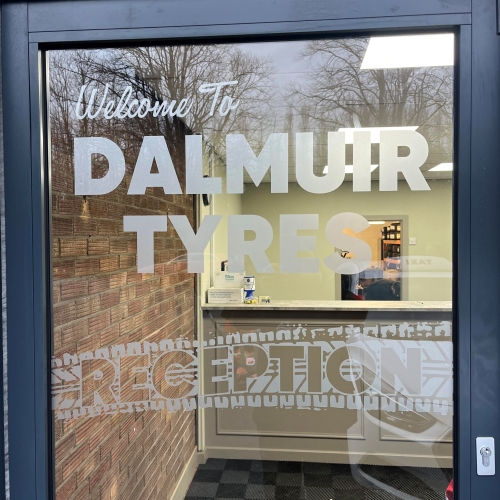 Welcome To
DALMUIR
TYRES
RECEPTION